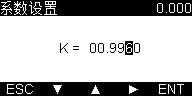 系数设置 0.000
K = 00.9960
ESC ▼ ▲ ► ENT